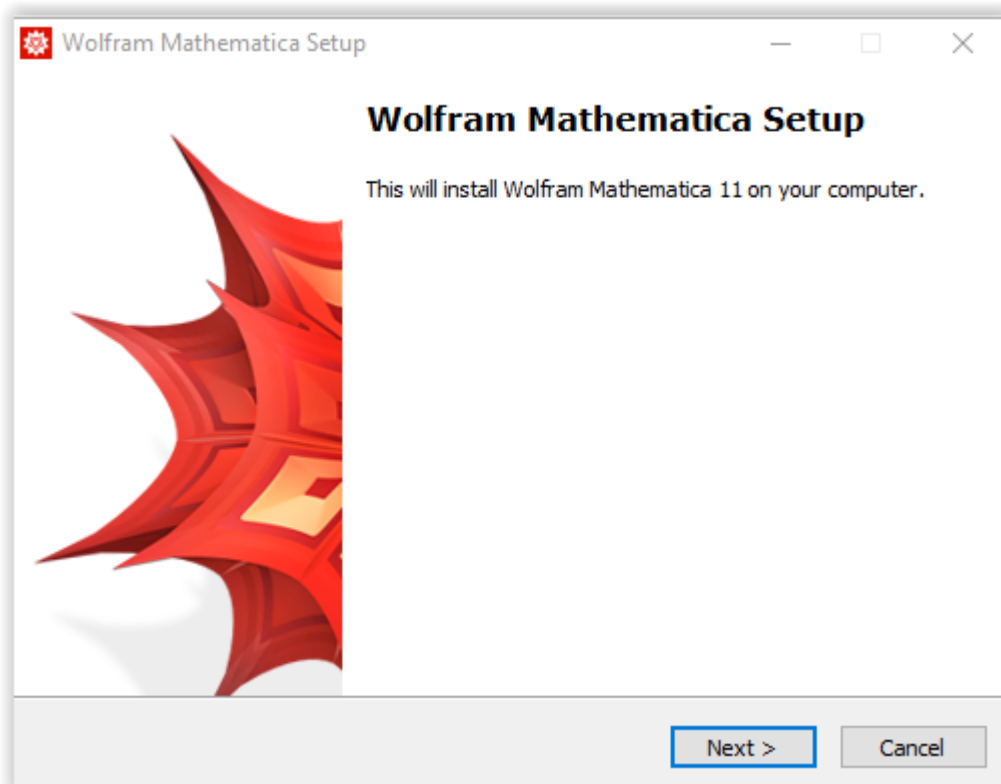 Wolfram Mathematica Setup
Wolfram Mathematica Setup
This will install Wolfram Mathematica 11 on your computer.
Next >
Cancel